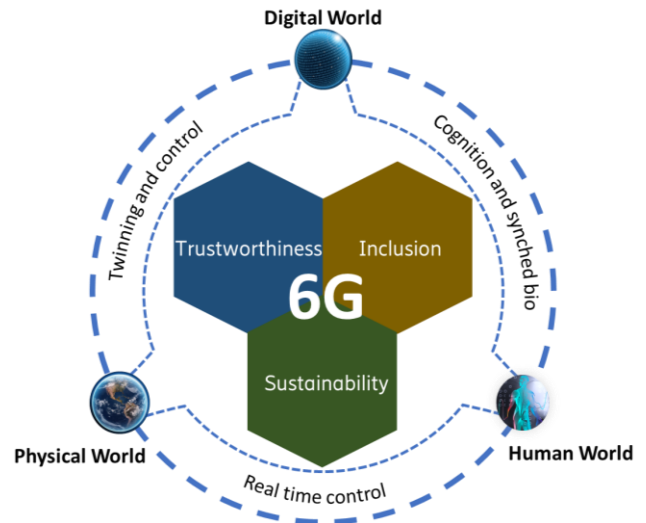 Digital World
Twinning and control
Cognition and synched bio
Trustworthiness
Inclusion
6G
Sustainability
Physical World
Human World
Real time control